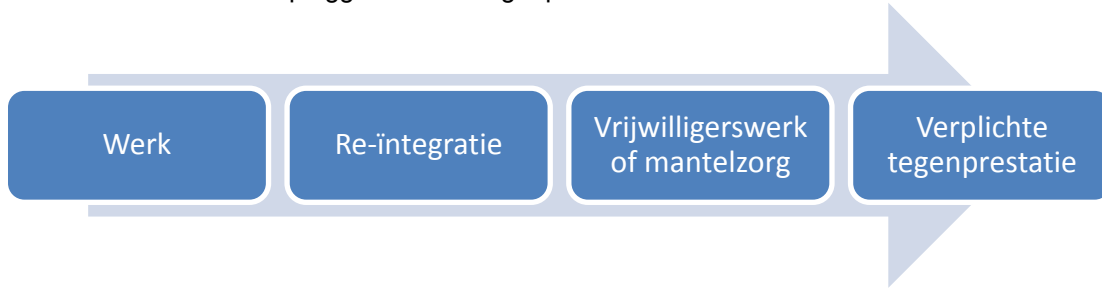 Werk
Re-ïntegratie
Vrijwilligerswerk
of mantelzorg
Verplichte
tegenprestatie